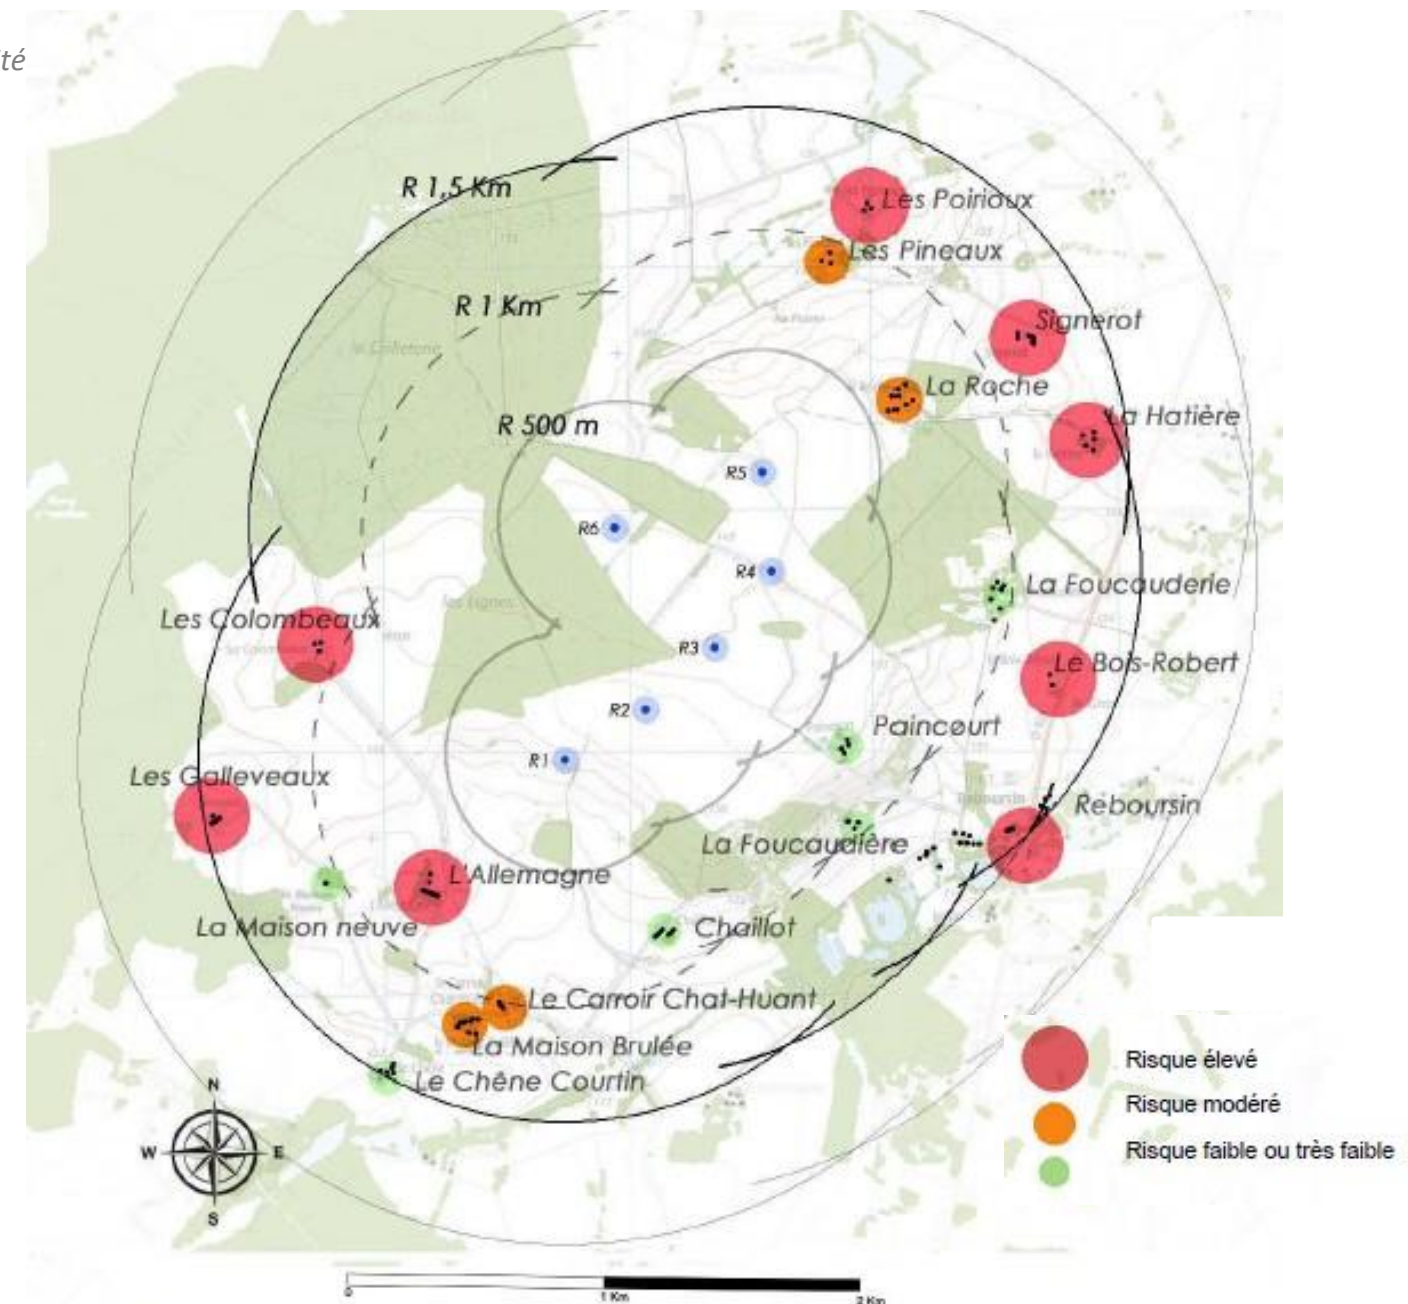 té
R 1,5 Km
Les Poirioux
Les Pineaux
R 1 Km
Signerot
La Roche
La Hatière
R 500 m
R5
R6
R4
La Foucauderie
Les Colombeaux
R3
Le Bois-Robert
R2
Paincourt
R1
Les Galleveaux
Reboursin
La Foucaudière
L'Allemagne
La Maison neuve
Chaillot
Le Carroir Chat-Huant
La Maison Brulée
Le Chêne Courtin
N
W
E
S
Risque élevé
Risque modéré
Risque faible ou très faible
0
1 Km
2 Km